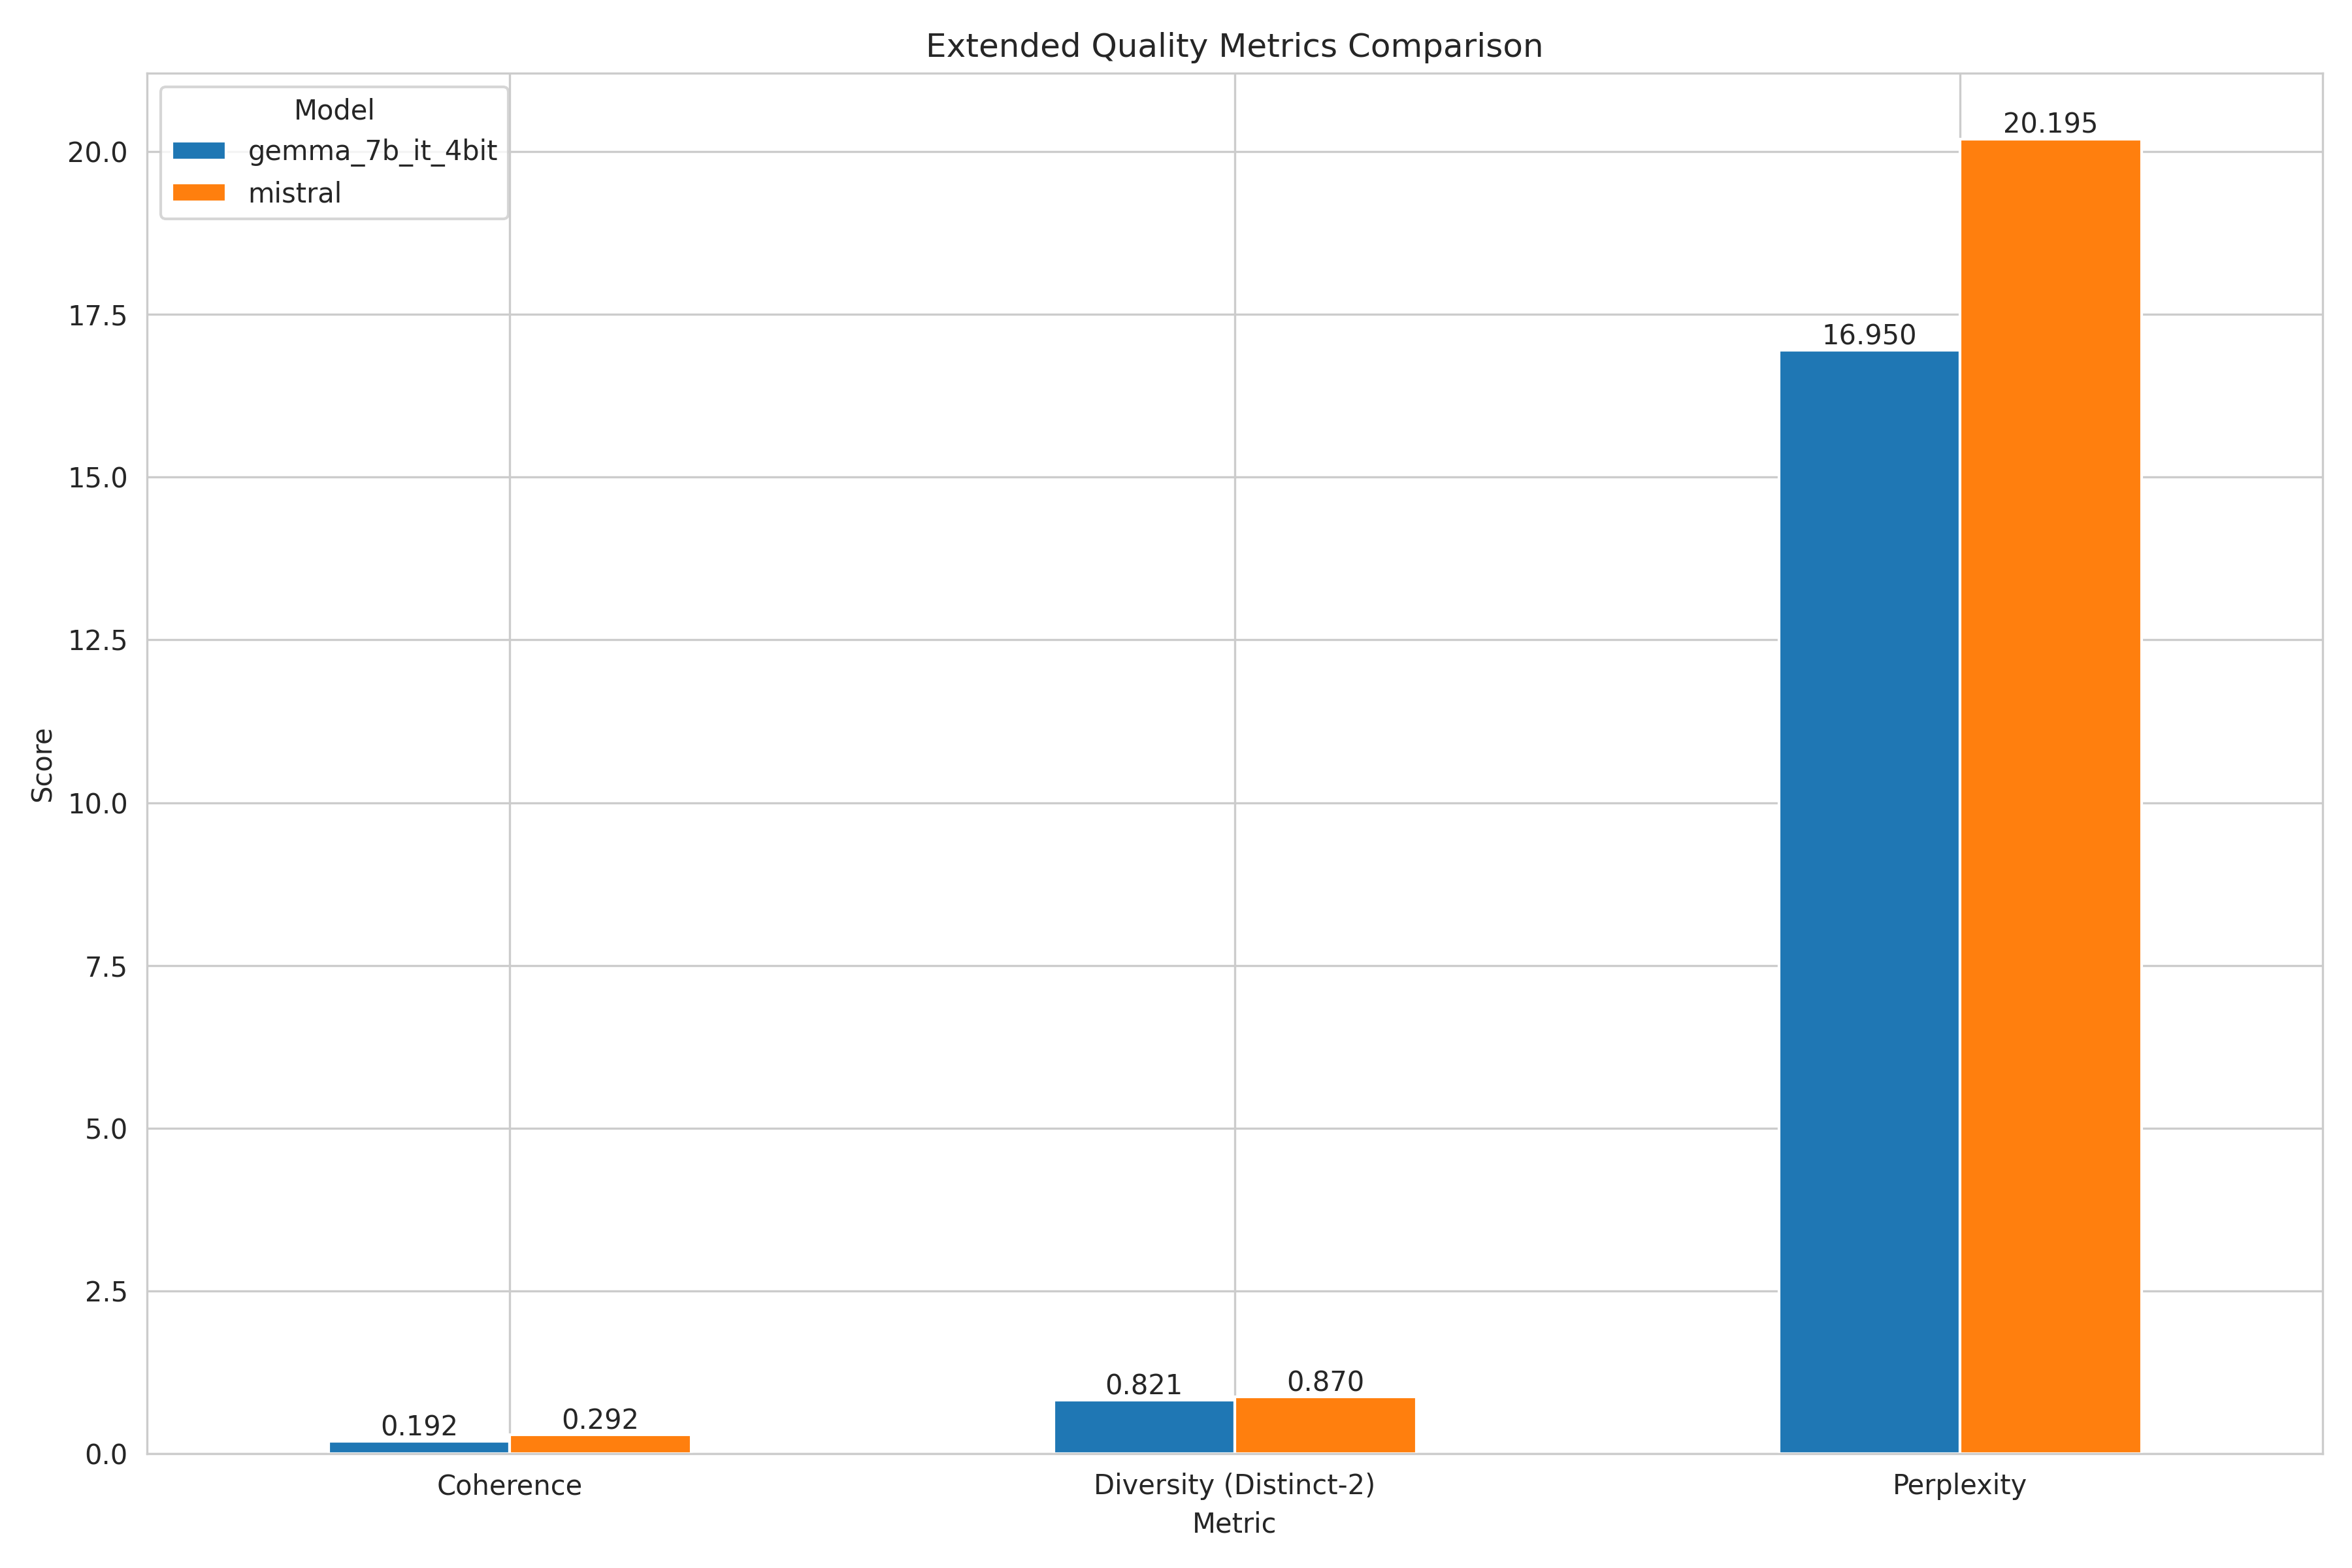 Extended Quality Metrics Comparison
Model
gemma_7b_it_4bit
mistral
20.0
17.5
15.0
12.5
10.0
7.5
5.0
2.5
0.0
Score
0.192
0.292
0.821
0.870
16.950
20.195
Coherence
Diversity (Distinct-2)
Perplexity
Metric